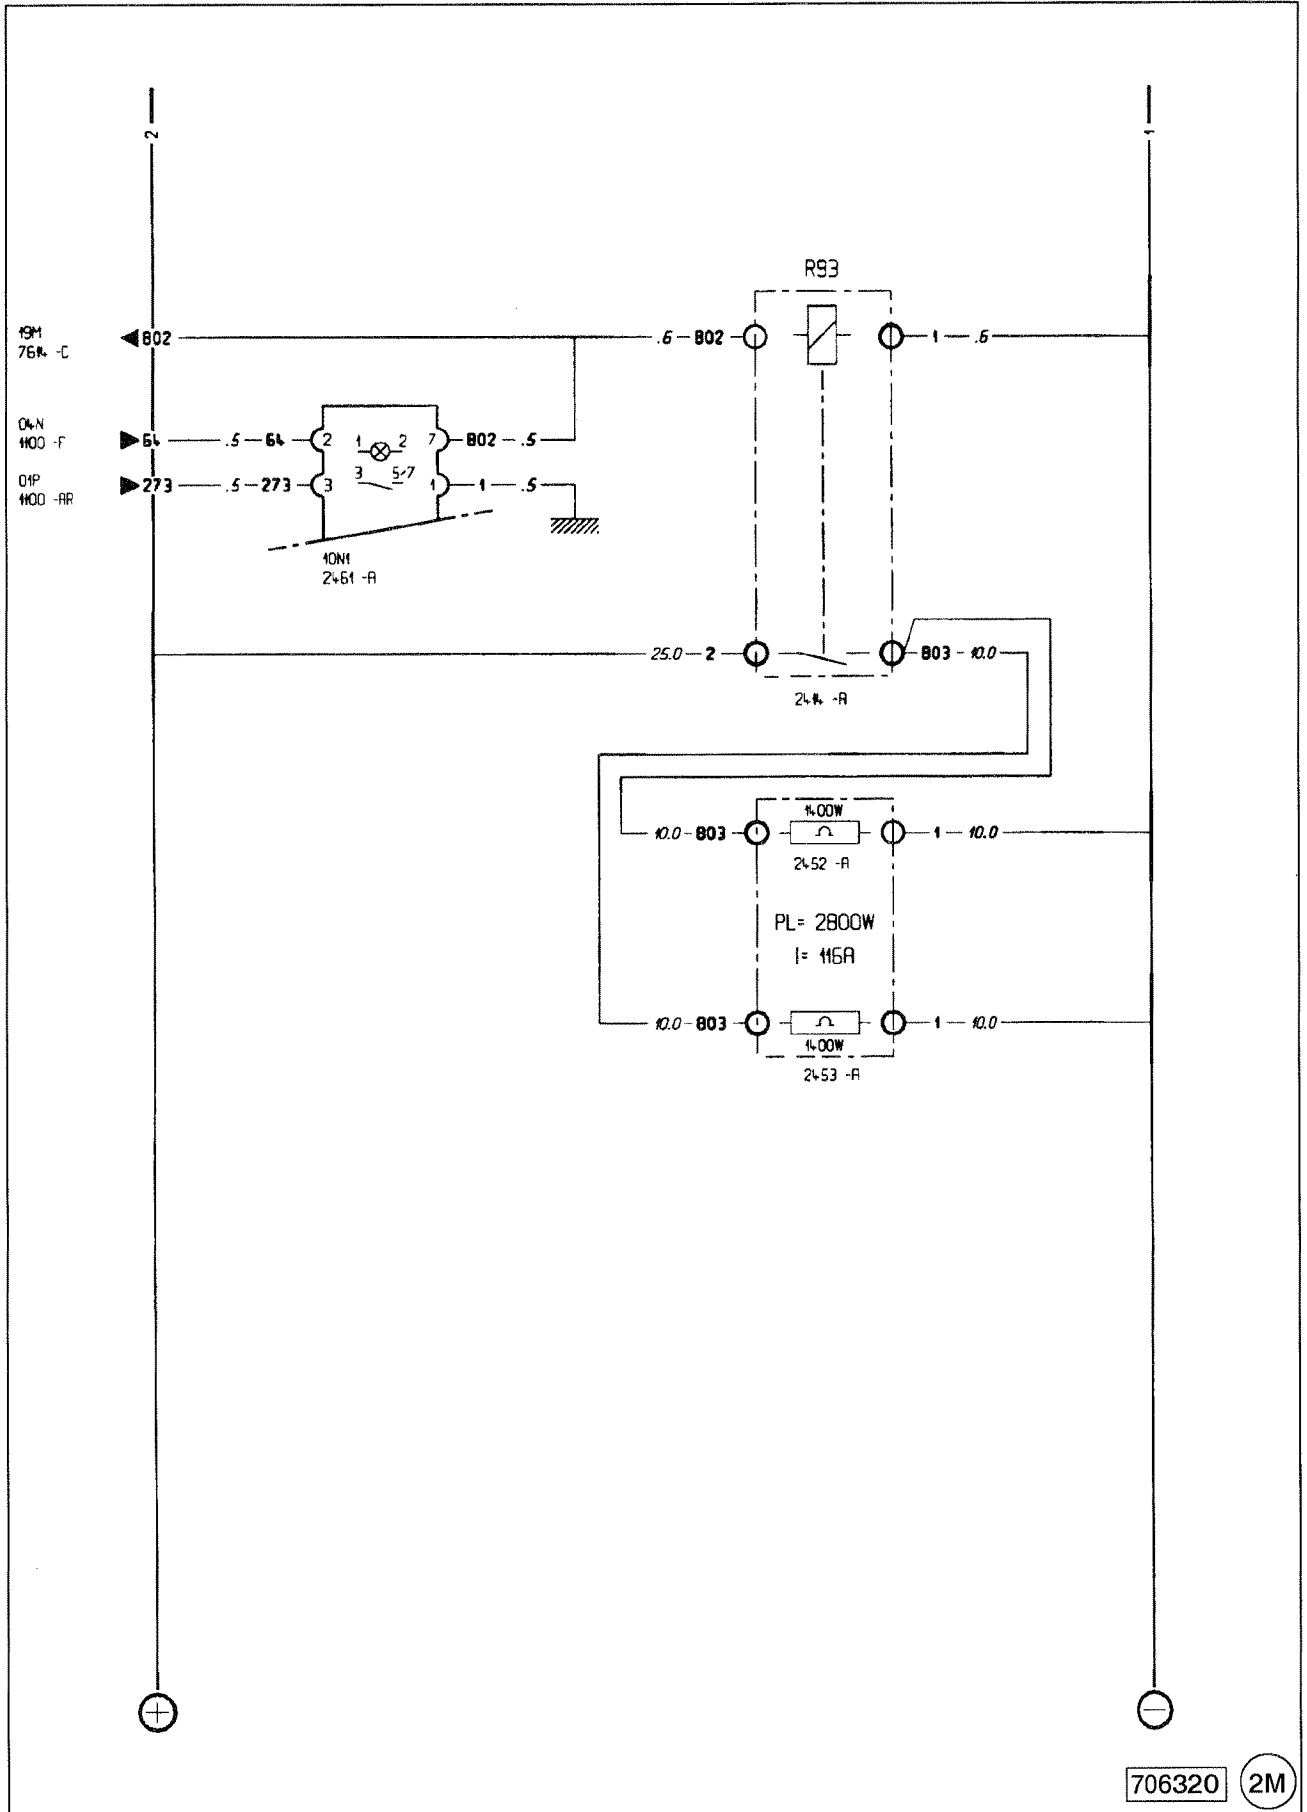 2
1
R93
19M
7614 -C
802
.6 - 802
1 - .6
04N
1100 -F
64 - .5 - 64
2
1 2
7
802 - .5
01P
1100 -AR
273 - .5 - 273
3
3 5-7
1
1 - .5
10N1
2461 -A
25.0 - 2
803 - 10.0
2414 -A
1400W
10.0 - 803
1 - 10.0
2452 -A
PL= 2800W
I= 116A
10.0 - 803
1 - 10.0
1400W
2453 -A
+
−
706320
2M